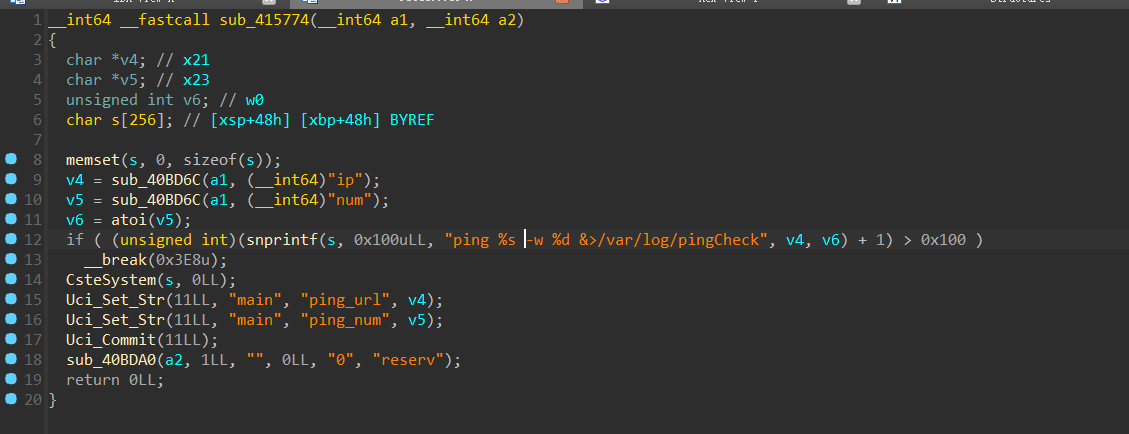 1 __int64 __fastcall sub_415774(__int64 a1, __int64 a2)
2 {
3 char *v4; // x21
4 char *v5; // x23
5 unsigned int v6; // w0
6 char s[256]; // [xsp+48h] [xbp+48h] BYREF
7
8 memset(s, 0, sizeof(s));
9 v4 = sub_40BD6C(a1, (__int64)"ip");
10 v5 = sub_40BD6C(a1, (__int64)"num");
11 v6 = atoi(v5);
12 if ( (unsigned int)(snprintf(s, 0x100uLL, "ping %s -w %d &>/var/log/pingCheck", v4, v6) + 1) > 0x100 )
13 __break(0x3E8u);
14 CsteSystem(s, 0LL);
15 Uci_Set_Str(11LL, "main", "ping_url", v4);
16 Uci_Set_Str(11LL, "main", "ping_num", v5);
17 Uci_Commit(11LL);
18 sub_40BDA0(a2, 1LL, "", 0LL, "0", "reserv");
19 return 0LL;
20 }